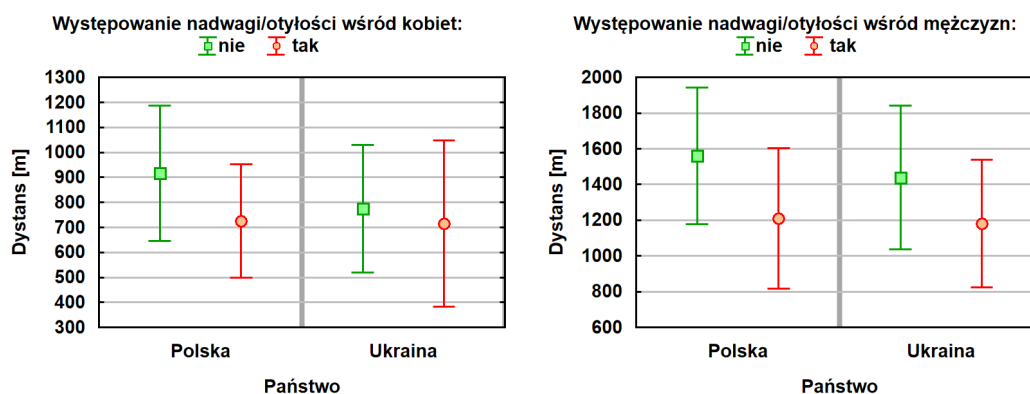 Występowanie nadwagi/otyłości wśród kobiet:
nie tak
1300
1200
1100
1000
900
800
700
600
500
400
300
Dystans [m]
Polska Ukraina
Państwo
Występowanie nadwagi/otyłości wśród mężczyzn:
nie tak
2000
1800
1600
1400
1200
1000
800
600
Dystans [m]
Polska Ukraina
Państwo